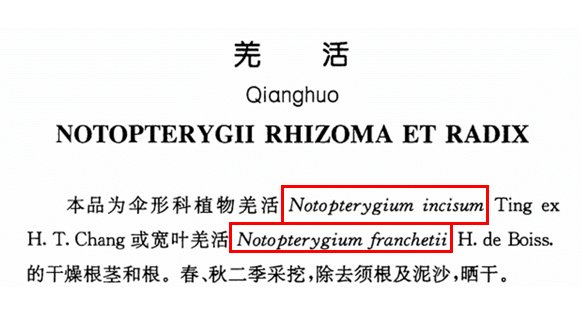 羌 活
Qianghuo
NOTOPTERYGII RHIZOMA ET RADIX
本品为伞形科植物羌活 Notopterygium incisum Ting ex
H. T. Chang 或宽叶羌活 Notopterygium franchetii H. de Boiss.
的干燥根茎和根。春、秋二季采挖,除去须根及泥沙,晒干。